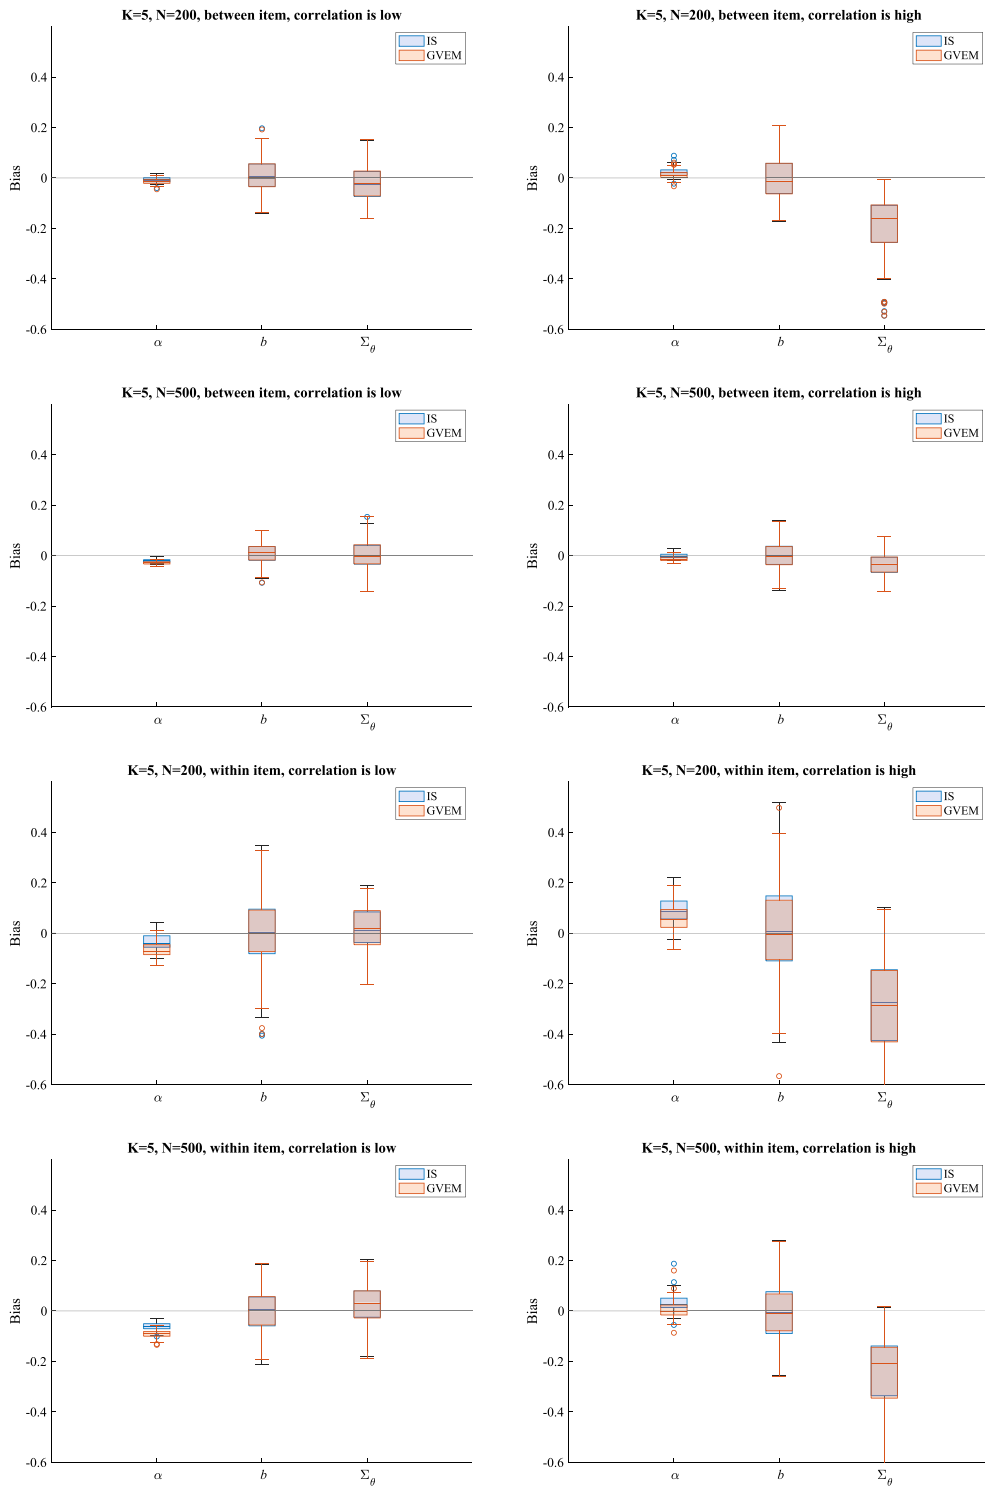 K=5, N=200, between item, correlation is low
IS
GVEM
0.4
0.2
0
-0.2
-0.4
-0.6
Bias
α b Σθ
K=5, N=200, between item, correlation is high
IS
GVEM
0.4
0.2
0
-0.2
-0.4
-0.6
Bias
α b Σθ
K=5, N=500, between item, correlation is low
IS
GVEM
0.4
0.2
0
-0.2
-0.4
-0.6
Bias
α b Σθ
K=5, N=500, between item, correlation is high
IS
GVEM
0.4
0.2
0
-0.2
-0.4
-0.6
Bias
α b Σθ
K=5, N=200, within item, correlation is low
IS
GVEM
0.4
0.2
0
-0.2
-0.4
-0.6
Bias
α b Σθ
K=5, N=200, within item, correlation is high
IS
GVEM
0.4
0.2
0
-0.2
-0.4
-0.6
Bias
α b Σθ
K=5, N=500, within item, correlation is low
IS
GVEM
0.4
0.2
0
-0.2
-0.4
-0.6
Bias
α b Σθ
K=5, N=500, within item, correlation is high
IS
GVEM
0.4
0.2
0
-0.2
-0.4
-0.6
Bias
α b Σθ